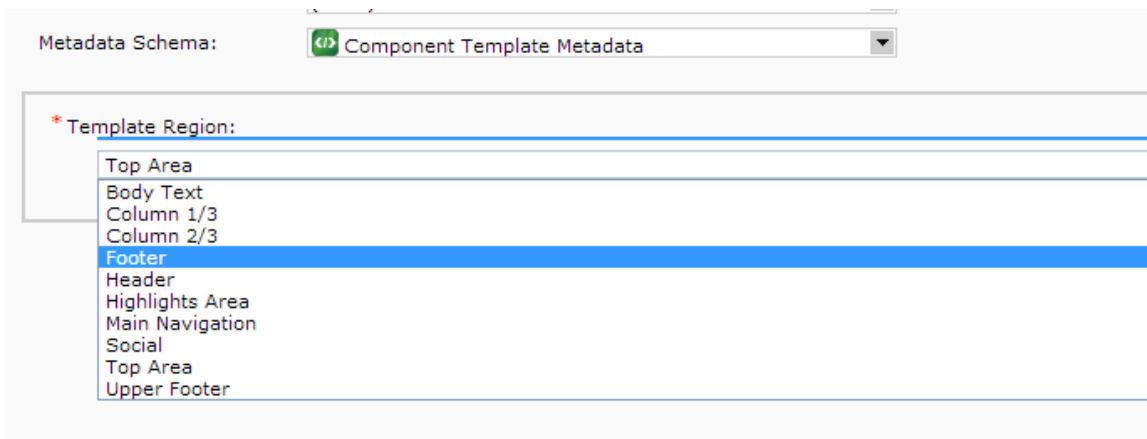 Metadata Schema:
Component Template Metadata
* Template Region:
Top Area
Body Text
Column 1/3
Column 2/3
Footer
Header
Highlights Area
Main Navigation
Social
Top Area
Upper Footer